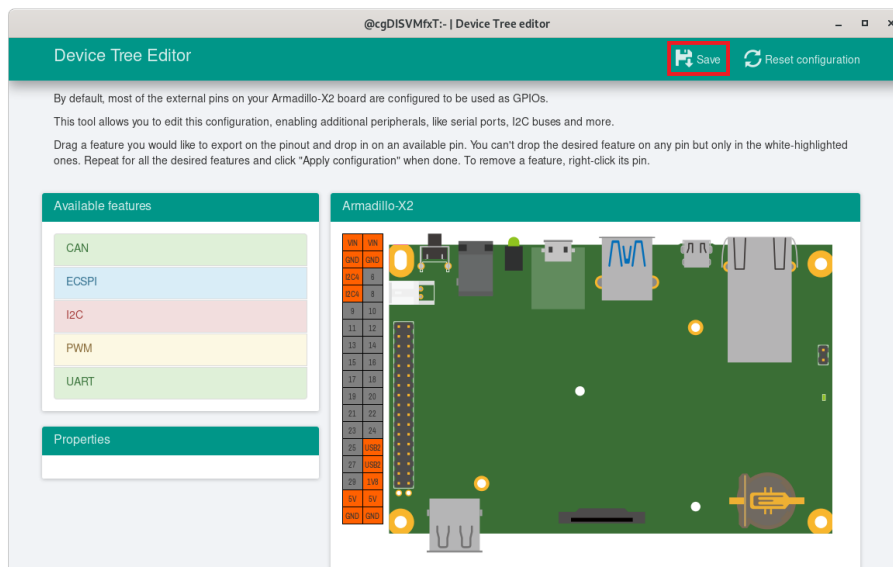 @cgDISVMfxT:~ | Device Tree editor
Device Tree Editor
Save
Reset configuration
By default, most of the external pins on your Armadillo-X2 board are configured to be used as GPIOs.
This tool allows you to edit this configuration, enabling additional peripherals, like serial ports, I2C buses and more.
Drag a feature you would like to export on the pinout and drop in on an available pin. You can't drop the desired feature on any pin but only in the white-highlighted
ones. Repeat for all the desired features and click "Apply configuration" when done. To remove a feature, right-click its pin.
Available features
CAN
ECSPI
I2C
PWM
UART
Properties
Armadillo-X2
VIN VIN
GND GND
I2C4 6
I2C4 8
9 10
11 12
13 14
15 16
17 18
19 20
21 22
23 24
25 USB2
27 USB2
29 1V8
5V 5V
GND GND